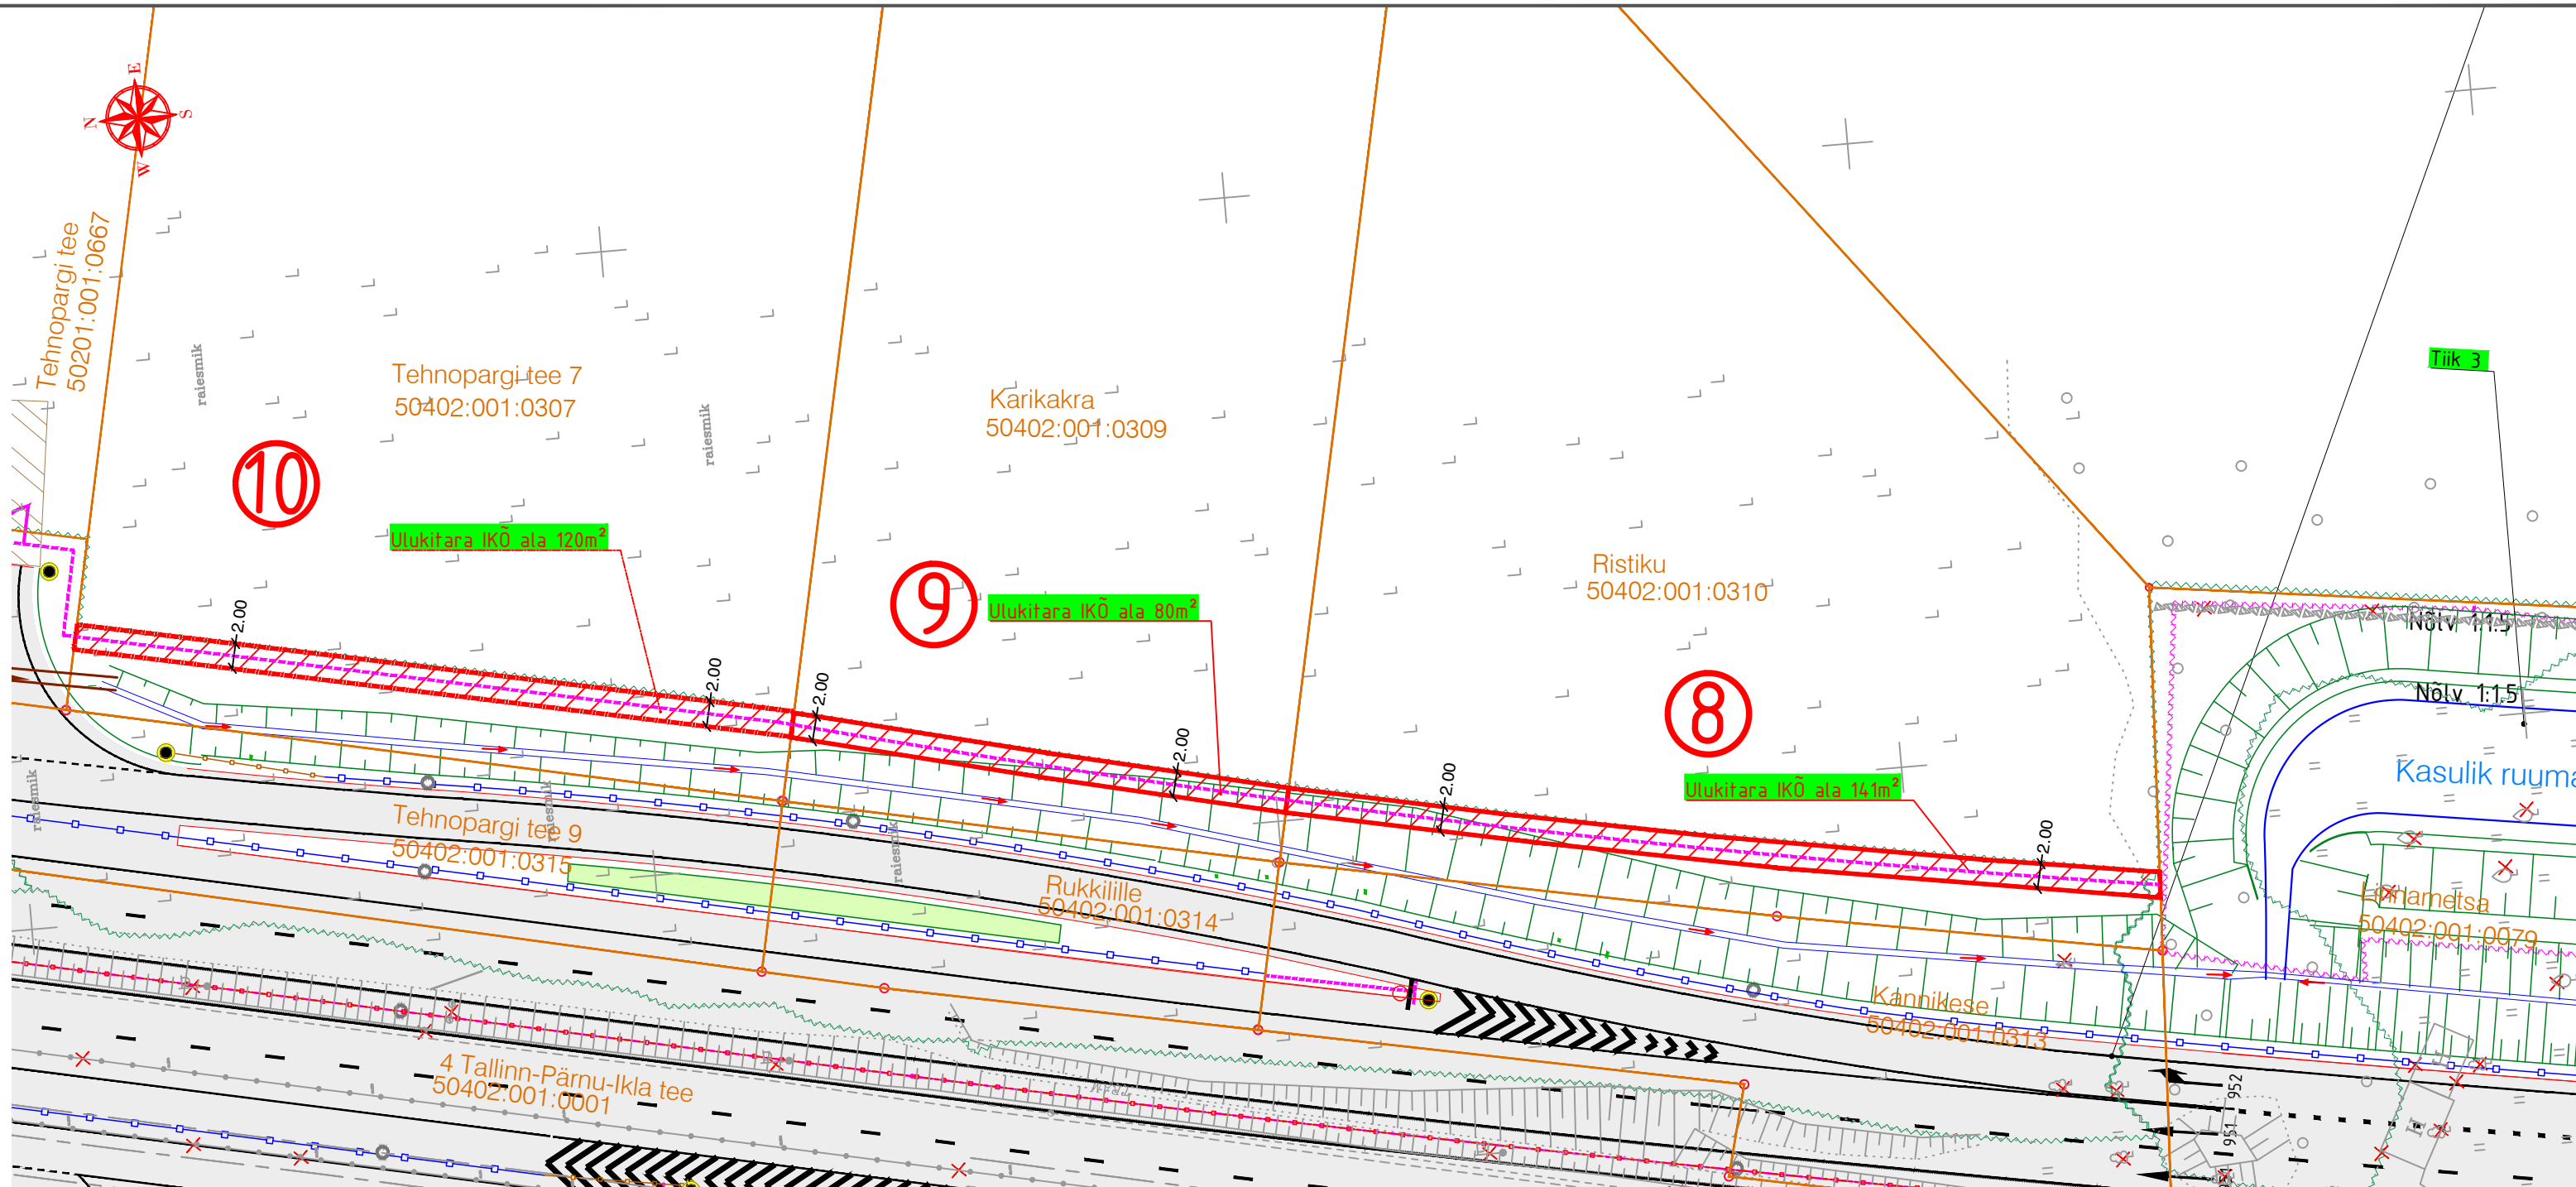 E
N
S
W
Tehnopargi tee
50201:001:0667
raiesmik
Tehnopargi tee 7
50402:001:0307
raiesmik
Karikakra
50402:001:0309
Tiik 3
10
Ulukitara IKÕ ala 120m²
9
Ulukitara IKÕ ala 80m²
Ristiku
50402:001:0310
2.00
2.00
2.00
2.00
8
Ulukitara IKÕ ala 141m²
2.00
2.00
Nõlv 1:1.5
Nõlv 1:1.5
Kasulik ruuma
raiesmik
Tehnopargi tee 9
50402:001:0315
raiesmik
raiesmik
Rukkilille
50402:001:0314
Linnametsa
50402:001:0079
Kannikese
50402:001:0313
4 Tallinn-Pärnu-Ikla tee
50402:001:0001
952
951